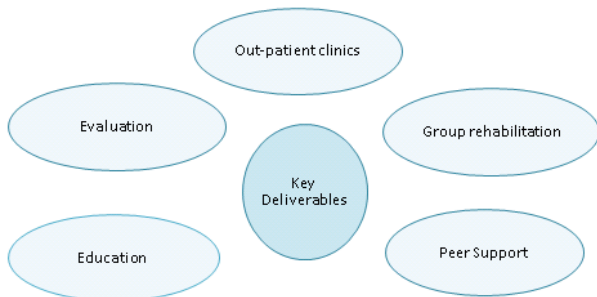 Out-patient clinics
Evaluation
Group rehabilitation
Key
Deliverables
Education
Peer Support